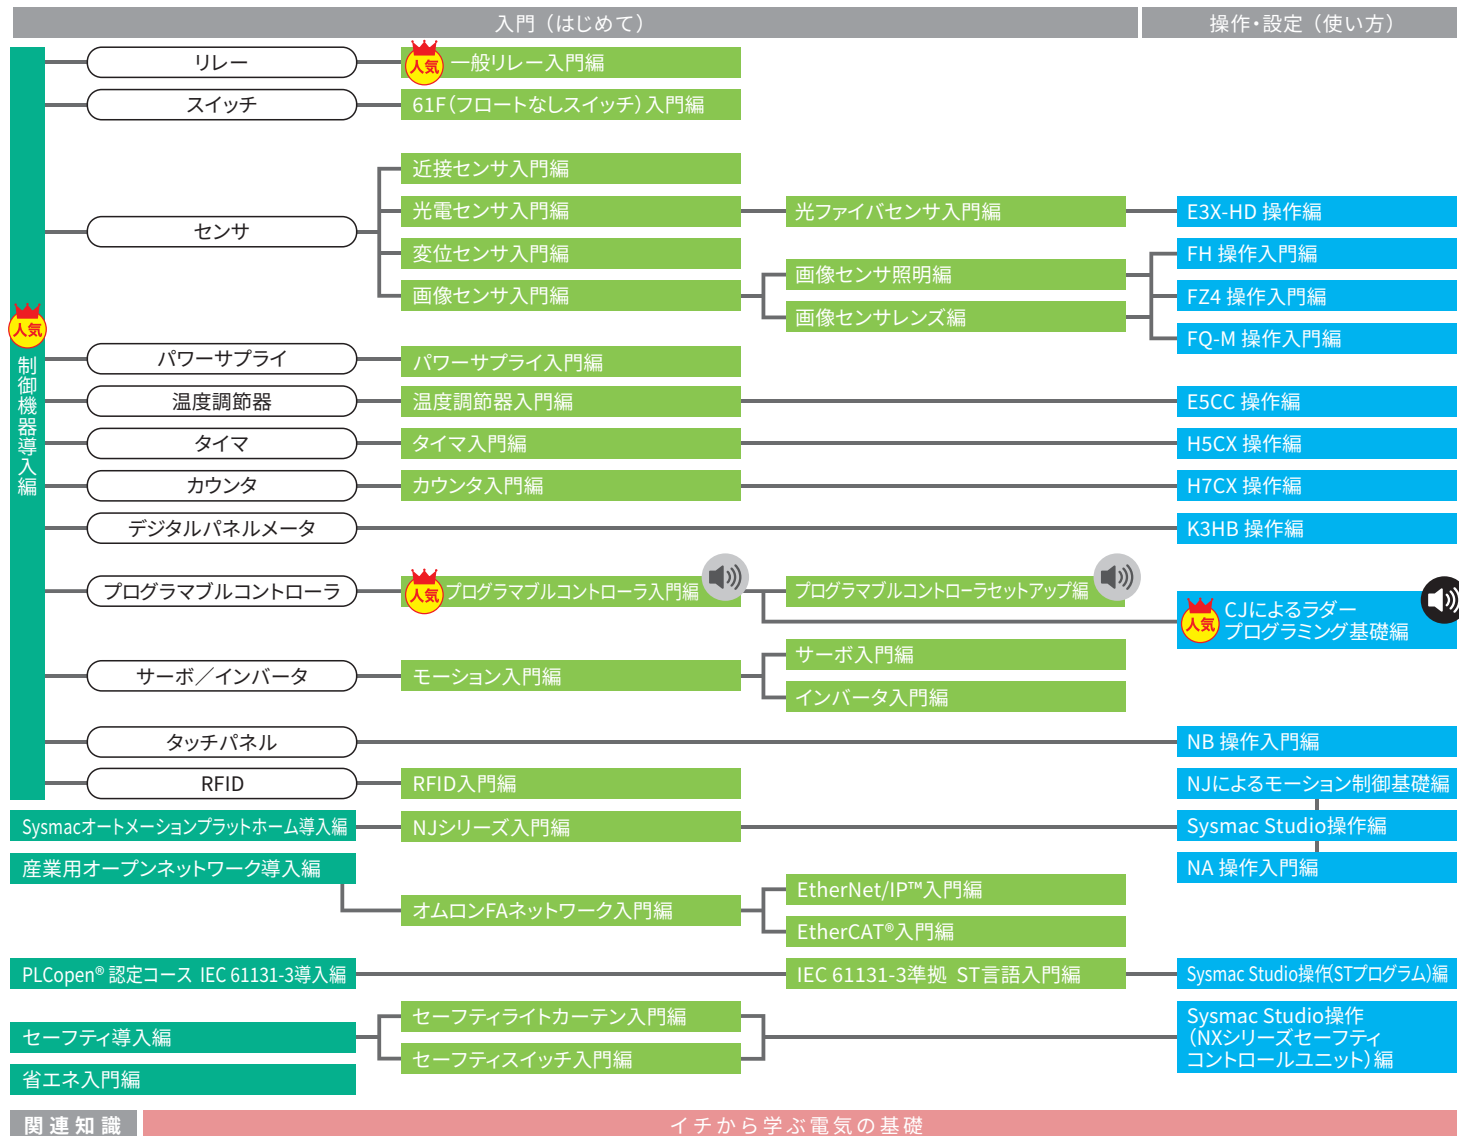 入門（はじめて）
操作・設定（使い方）
人気
制御機器導入編
リレー
人気
一般リレー入門編
スイッチ
61F（フロートなしスイッチ）入門編
センサ
近接センサ入門編
光電センサ入門編
光ファイバセンサ入門編
E3X-HD 操作編
変位センサ入門編
画像センサ入門編
画像センサ照明編
画像センサレンズ編
FH 操作入門編
FZ4 操作入門編
FQ-M 操作入門編
パワーサプライ
パワーサプライ入門編
温度調節器
温度調節器入門編
E5CC 操作編
タイマ
タイマ入門編
H5CX 操作編
カウンタ
カウンタ入門編
H7CX 操作編
デジタルパネルメータ
K3HB 操作編
プログラマブルコントローラ
人気
プログラマブルコントローラ入門編
プログラマブルコントローラセットアップ編
人気
CJによるラダー
プログラミング基礎編
サーボ／インバータ
モーション入門編
サーボ入門編
インバータ入門編
タッチパネル
NB 操作入門編
RFID
RFID入門編
NJによるモーション制御基礎編
Sysmacオートメーションプラットホーム導入編
NJシリーズ入門編
Sysmac Studio操作編
産業用オープンネットワーク導入編
NA 操作入門編
オムロンFAネットワーク入門編
EtherNet/IP™入門編
EtherCAT®入門編
PLCopen® 認定コース IEC 61131-3導入編
IEC 61131-3準拠 ST言語入門編
Sysmac Studio操作(STプログラム)編
セーフティ導入編
セーフティライトカーテン入門編
セーフティスイッチ入門編
Sysmac Studio操作
（NXシリーズセーフティ
コントロールユニット）編
省エネ入門編
関連知識
イチから学ぶ電気の基礎